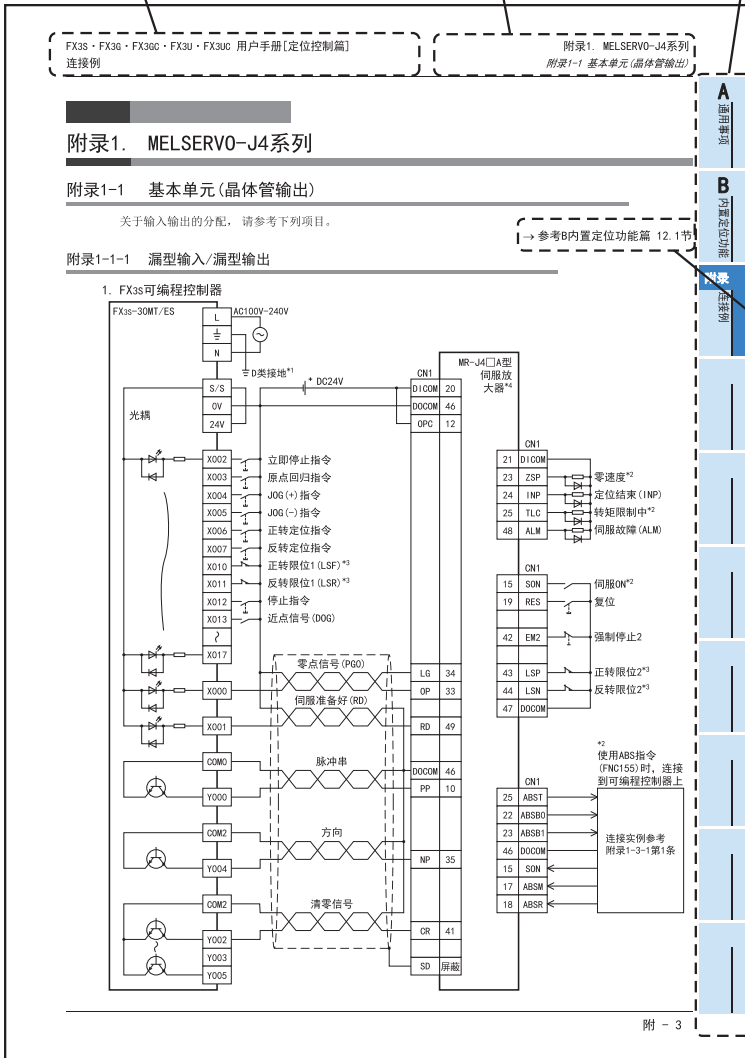 FX3S・FX3G・FX3GC・FX3U・FX3UC 用户手册[定位控制篇]
连接例
附录1. MELSERVO-J4系列
附录1-1 基本单元(晶体管输出)
附录1. MELSERVO-J4系列
附录1-1 基本单元(晶体管输出)
关于输入输出的分配，请参考下列项目。
→ 参考B内置定位功能篇 12.1节
附录1-1-1 漏型输入/漏型输出
1. FX3S可编程控制器
FX3S-30MT/ES
L
AC100V-240V
⏚
N
D类接地*1
S/S
0V
24V
光耦
+ DC24V
X002 立即停止指令
X003 原点回归指令
X004 JOG(+)指令
X005 JOG(-)指令
X006 正转定位指令
X007 反转定位指令
X010 正转限位1(LSF)*3
X011 反转限位1(LSR)*3
X012 停止指令
X013 近点信号(DOG)
X017
X000
X001
COM0
Y000
COM2
Y004
COM2
Y002
Y003
Y005
零点信号(PGO)
伺服准备好(RD)
脉冲串
方向
清零信号
MR-J4□A型
伺服放
大器*4
CN1
DICOM 20
DOCOM 46
OPC 12
LG 34
OP 33
RD 49
DOCOM 46
PP 10
NP 35
CR 41
SD 屏蔽
CN1
21 DICOM
23 ZSP 零速度*2
24 INP 定位结束(INP)
25 TLC 转矩限制中*2
48 ALM 伺服故障(ALM)
CN1
15 SON 伺服ON*2
19 RES 复位
42 EM2 强制停止2
43 LSP 正转限位2*3
44 LSN 反转限位2*3
47 DOCOM
*2
使用ABS指令
(FNC155)时，连接
到可编程控制器上
CN1
25 ABST
22 ABSB0
23 ABSB1
46 DOCOM
15 SON
17 ABSM
18 ABSR
连接实例参考
附录1-3-1第1条
A
通用事项
B
内置定位功能
附录
连接例
附 - 3